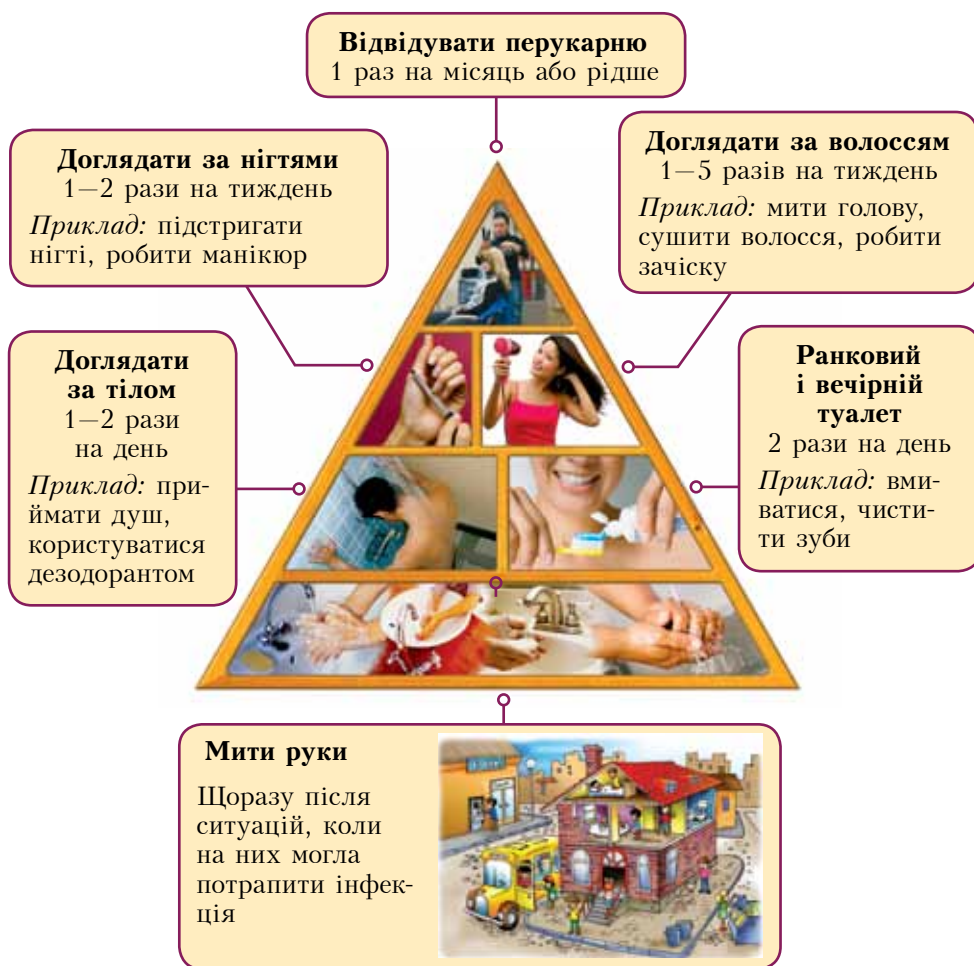 Відвідувати перукарню
1 раз на місяць або рідше
Доглядати за нігтями
1—2 рази на тиждень
Приклад: підстригати
нігті, робити манікюр
Доглядати за волоссям
1—5 разів на тиждень
Приклад: мити голову,
сушити волосся, робити
зачіску
Доглядати
за тілом
1—2 рази
на день
Приклад: при-
ймати душ,
користуватися
дезодорантом
Ранковий
і вечірній
туалет
2 рази на день
Приклад: вми-
ватися, чисти-
ти зуби
Мити руки
Щоразу після
ситуацій, коли
на них могла
потрапити інфек-
ція